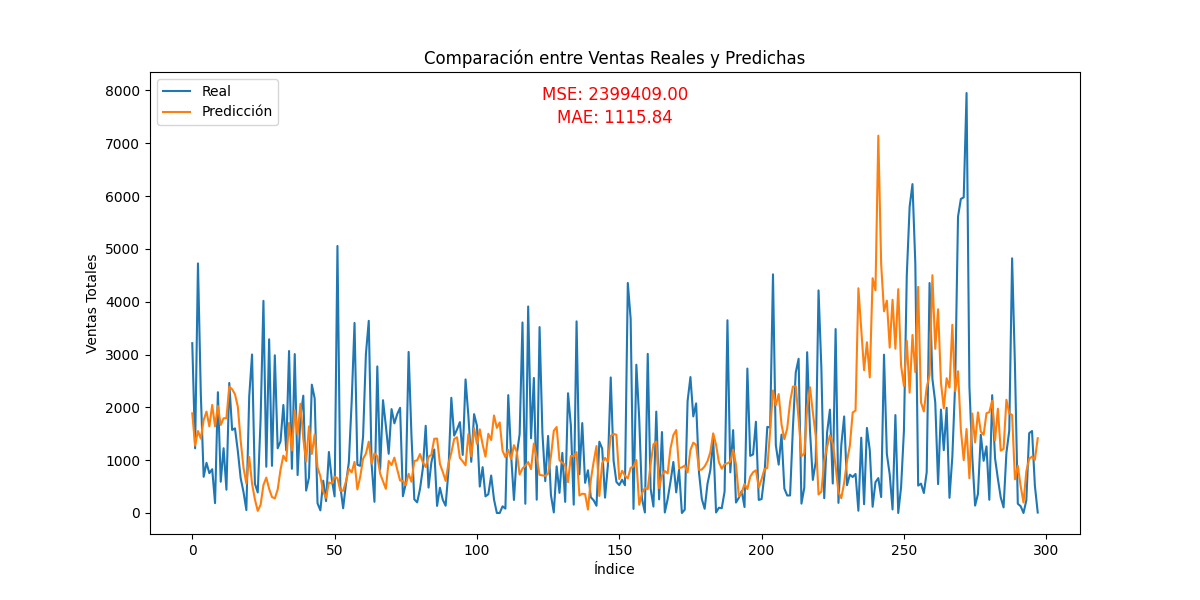 Comparación entre Ventas Reales y Predichas
Real
Predicción
MSE: 2399409.00
MAE: 1115.84
8000
7000
6000
5000
4000
3000
2000
1000
0
Ventas Totales
0
50
100
150
200
250
300
Índice